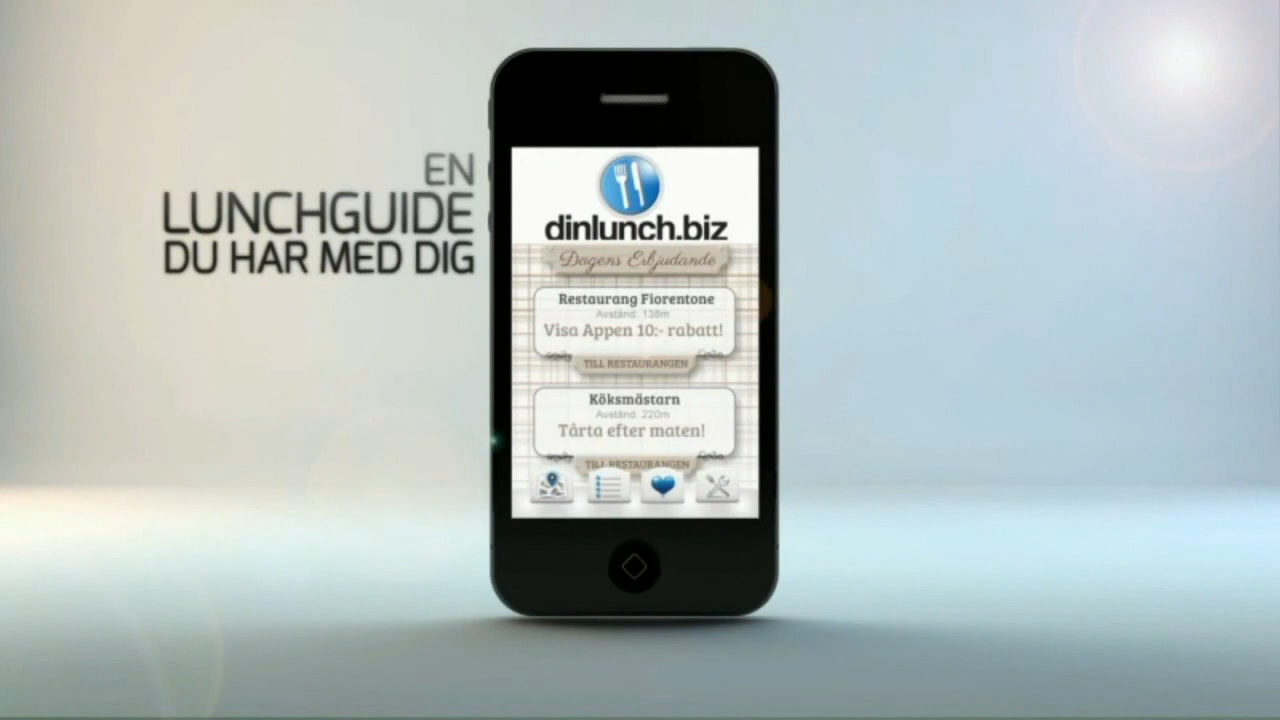 EN
LUNCHGUIDE
DU HAR MED DIG
dinlunch.biz
Dagens Erbjudande
Restaurang Fiorentone
Avstånd: 138m
Visa Appen 10:- rabatt!
TILL RESTAURANGEN
Köksmästarn
Avstånd: 220m
Tårta efter maten!
TILL RESTAURANGEN